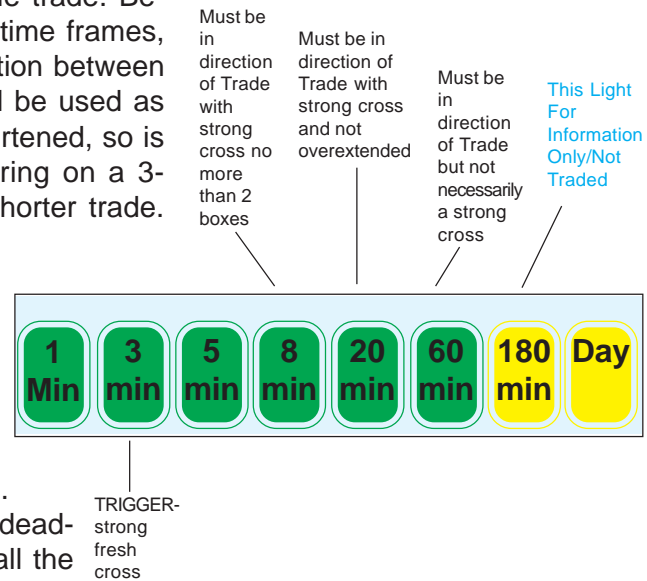 e trade. Be-
time frames,
tion between
l be used as
rtened, so is
ring on a 3-
horter trade.
Must be
in
direction
of Trade
with
strong
cross no
more
than 2
boxes
Must be in
direction of
Trade with
strong cross
and not
overextended
Must be
in
direction
of Trade
but not
necessarily
a strong
cross
This Light
For
Information
Only/Not
Traded
1
Min
3
min
5
min
8
min
20
min
60
min
180
min
Day
.
dead-
all the
TRIGGER-
strong
fresh
cross